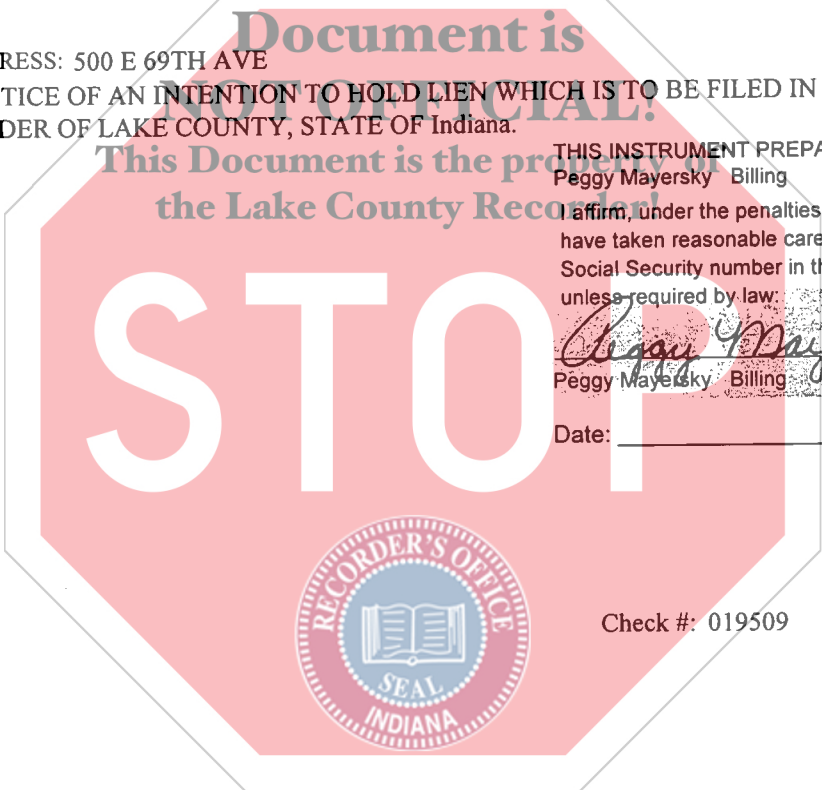 Document is
RESS: 500 E 69TH AVE
NOT OFFICIAL!
TICE OF AN INTENTION TO HOLD LIEN WHICH IS TO BE FILED IN
DER OF LAKE COUNTY, STATE OF Indiana.
This Document is the property of
the Lake County Recorder!
THIS INSTRUMENT PREPA
Peggy Mayersky Billing
I affirm, under the penalties
have taken reasonable care
Social Security number in th
unless required by law:
Peggy May
Peggy Mayersky Billing
Date:
STOP
RECORDER'S OFFICE
SEAL
INDIANA
Check #: 019509